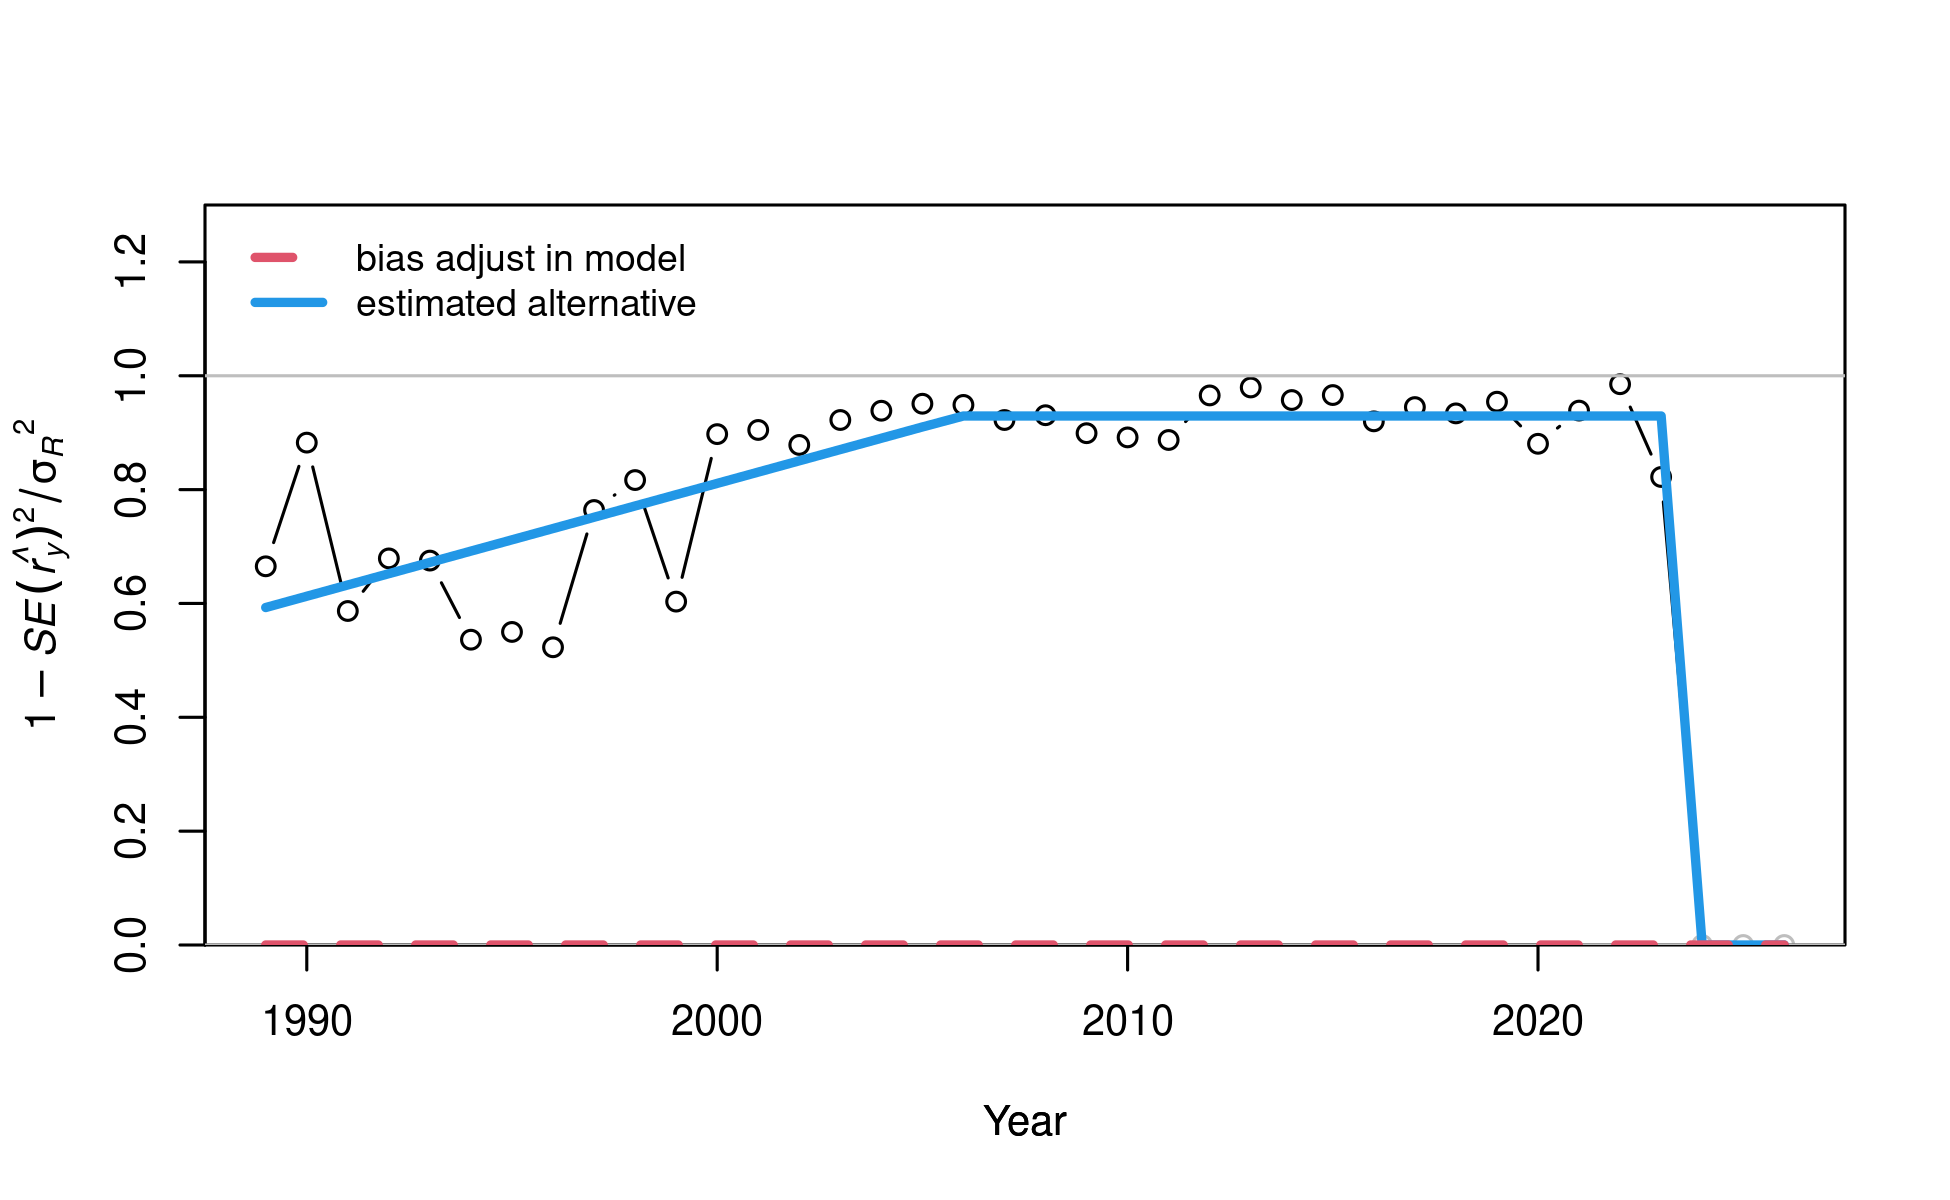 bias adjust in model
estimated alternative
1 − SE(r̂y)² / σR²
0.0 0.2 0.4 0.6 0.8 1.0 1.2
1990 2000 2010 2020
Year